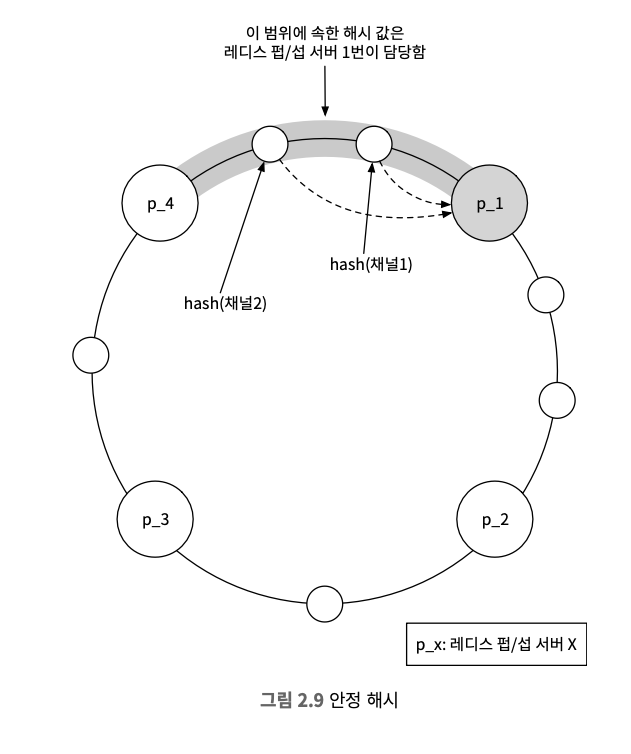 이 범위에 속한 해시 값은
레디스 펍/섭 서버 1번이 담당함
p_4
p_1
hash(채널1)
hash(채널2)
p_3
p_2
p_x: 레디스 펍/섭 서버 X
그림 2.9 안정 해시